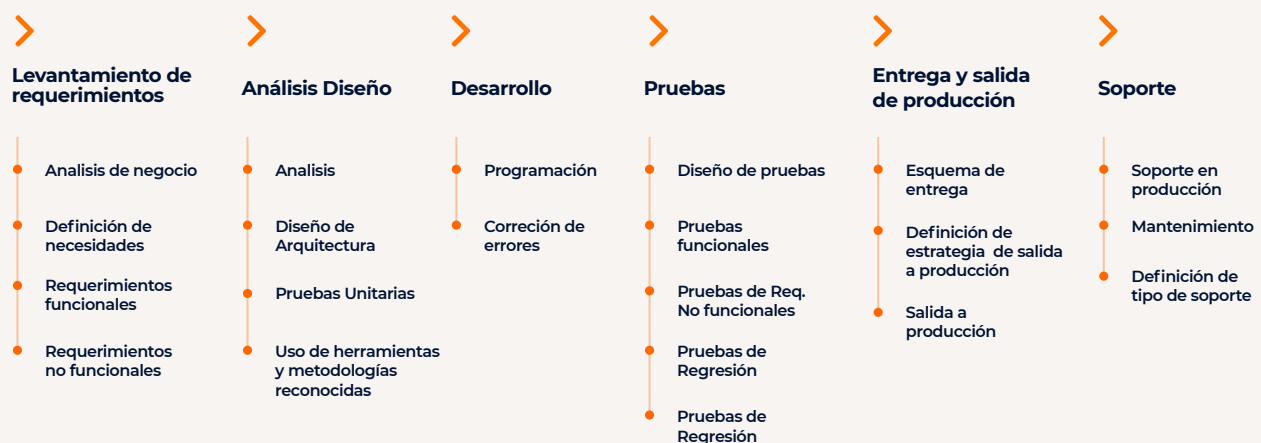 Levantamiento de
requerimientos
Analisis de negocio
Definición de
necesidades
Requerimientos
funcionales
Requerimientos
no funcionales
Análisis Diseño
Analisis
Diseño de
Arquitectura
Pruebas Unitarias
Uso de herramientas
y metodologías
reconocidas
Desarrollo
Programación
Correción de
errores
Pruebas
Diseño de pruebas
Pruebas
funcionales
Pruebas de Req.
No funcionales
Pruebas de
Regresión
Pruebas de
Regresión
Entrega y salida
de producción
Esquema de
entrega
Definición de
estrategia de salida
a producción
Salida a
producción
Soporte
Soporte en
producción
Mantenimiento
Definición de
tipo de soporte